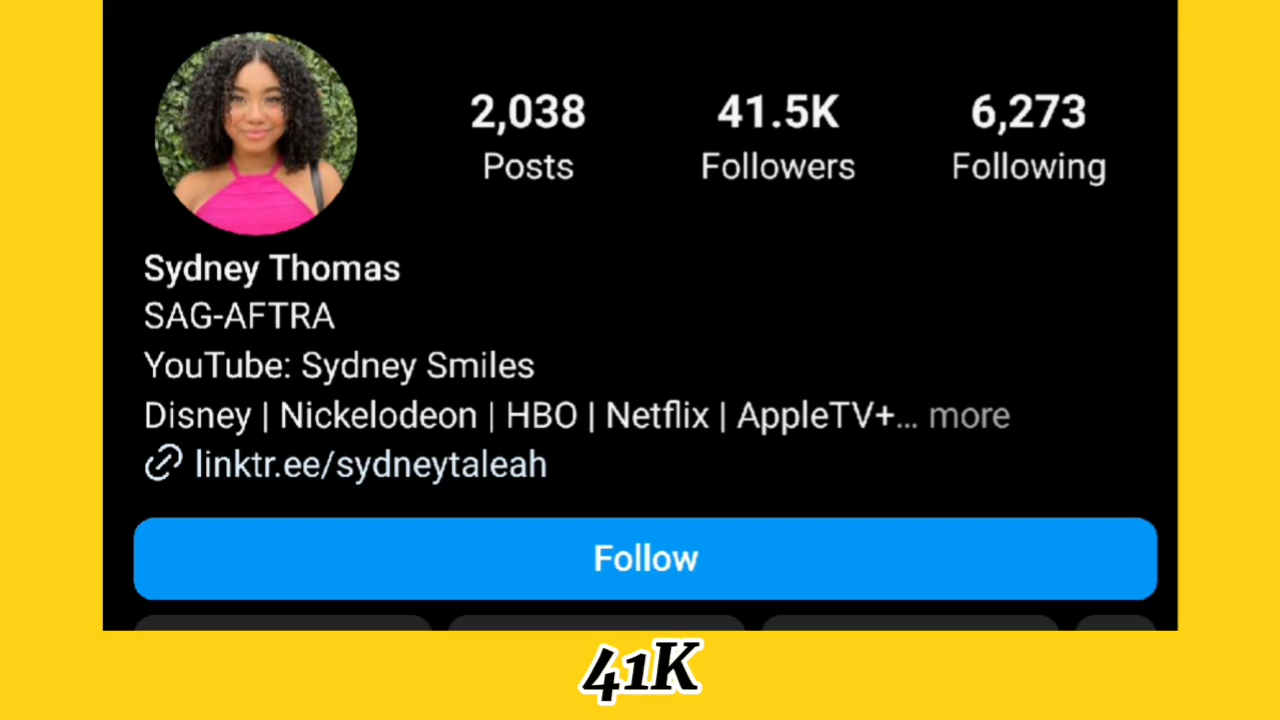 2,038 41.5K 6,273
Posts Followers Following
Sydney Thomas
SAG-AFTRA
YouTube: Sydney Smiles
Disney | Nickelodeon | HBO | Netflix | AppleTV+... more
linktr.ee/sydneytaleah
Follow
41K